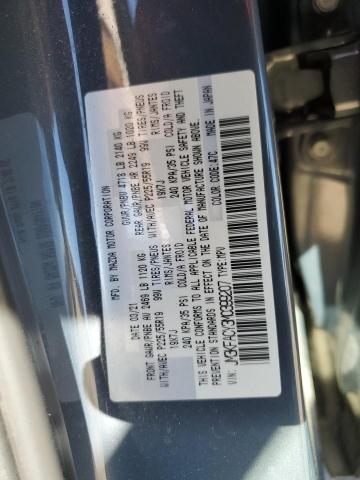 MFD. BY MAZDA MOTOR CORPORATION
MADE IN JAPAN
DATE 03/21
GVWR/PNBV 4718 LB 2140 KG
FRONT GAWR/PNBE AV 2469 LB 1120 KG
WITH/AVEC P225/55R19 99V TIRES/PNEUS
19X7J RIMS/JANTES
240 KPA/35 PSI COLD/A FROID
REAR GAWR/PNBE AR 2249 LB 1020 KG
WITH/AVEC P225/55R19 99V TIRES/PNEUS
19X7J RIMS/JANTES
240 KPA/35 PSI COLD/A FROID
THIS VEHICLE CONFORMS TO ALL APPLICABLE FEDERAL MOTOR VEHICLE SAFETY AND THEFT
PREVENTION STANDARDS IN EFFECT ON THE DATE OF MANUFACTURE SHOWN ABOVE.
TYPE:MPV
COLOR CODE:47C